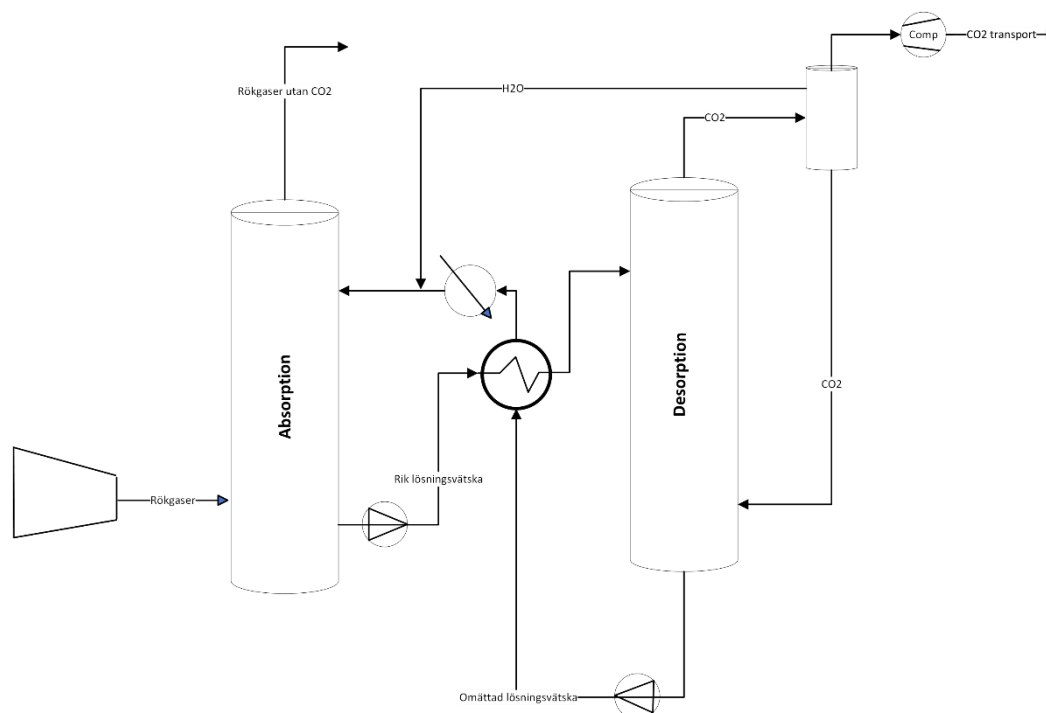 Comp
CO2 transport
Rökgaser utan CO2
H2O
CO2
Absorption
Desorption
CO2
Rik lösningsvätska
Rökgaser
Omättad lösningsvätska